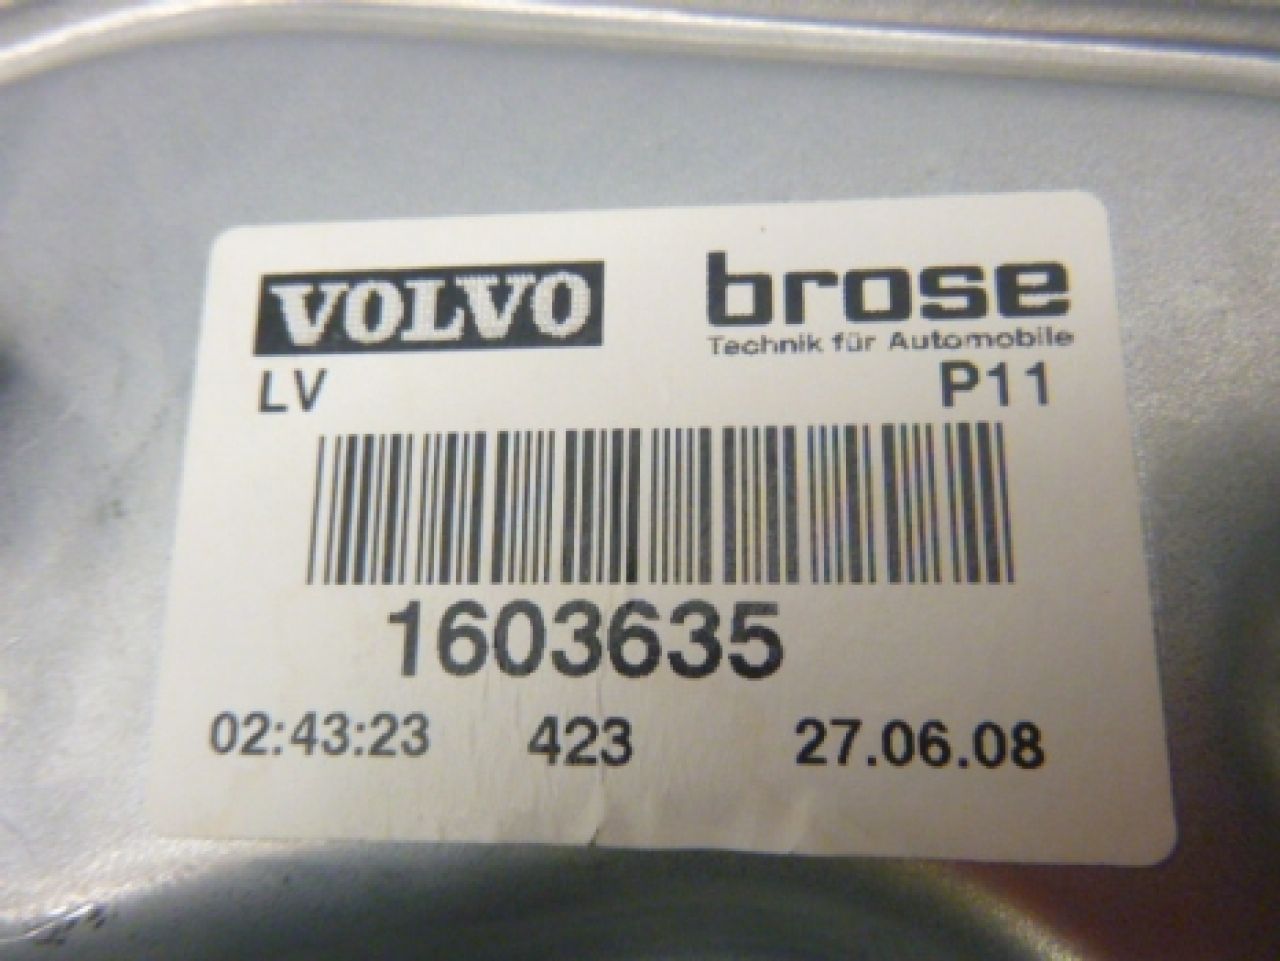 VOLVO brose
Technik für Automobile
LV P11
1603635
02:43:23 423 27.06.08